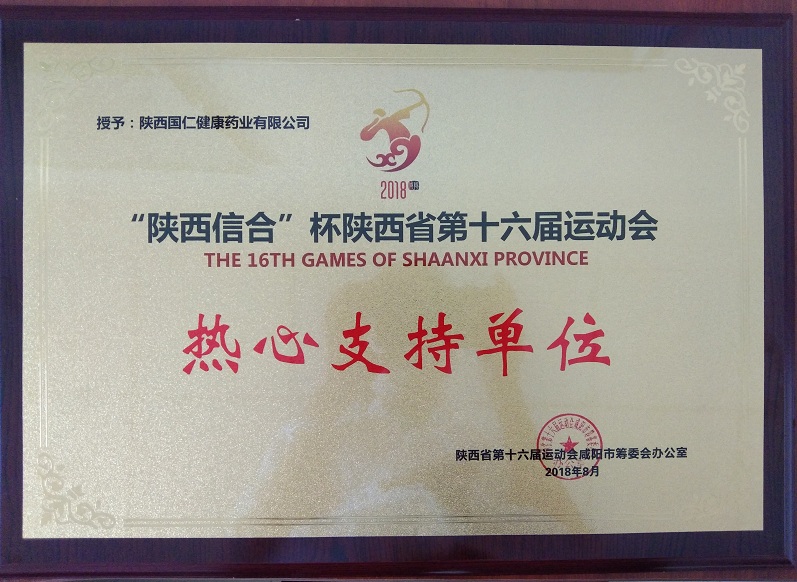 授予：陕西国仁健康药业有限公司
2018
“陕西信合”杯陕西省第十六届运动会
THE 16TH GAMES OF SHAANXI PROVINCE
热心支持单位
陕西省第十六届运动会咸阳市筹委会办公室
2018年8月